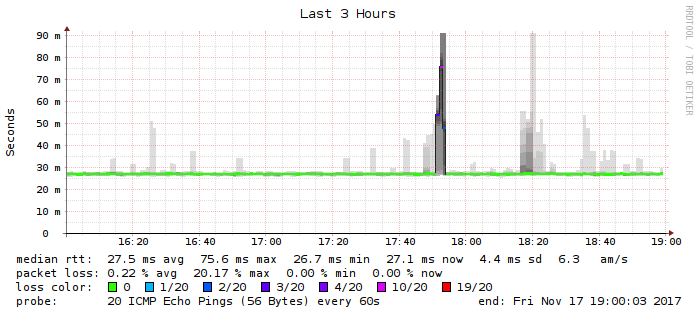 Last 3 Hours
RRDTOOL / TOBI OETIKER
Seconds
90 m
80 m
70 m
60 m
50 m
40 m
30 m
20 m
10 m
0
16:20 16:40 17:00 17:20 17:40 18:00 18:20 18:40 19:00
median rtt: 27.5 ms avg 75.6 ms max 26.7 ms min 27.1 ms now 4.4 ms sd 6.3 am/s
packet loss: 0.22 % avg 20.17 % max 0.00 % min 0.00 % now
loss color: 0 1/20 2/20 3/20 4/20 10/20 19/20
probe: 20 ICMP Echo Pings (56 Bytes) every 60s end: Fri Nov 17 19:00:03 2017